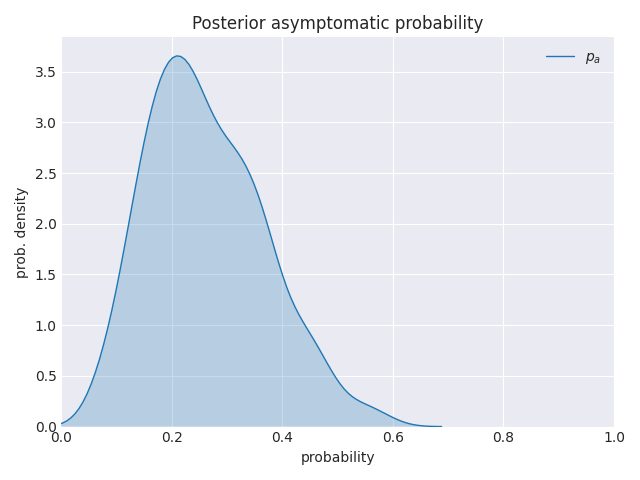 Posterior asymptomatic probability
pₐ
prob. density
3.5
3.0
2.5
2.0
1.5
1.0
0.5
0.0
0.0 0.2 0.4 0.6 0.8 1.0
probability